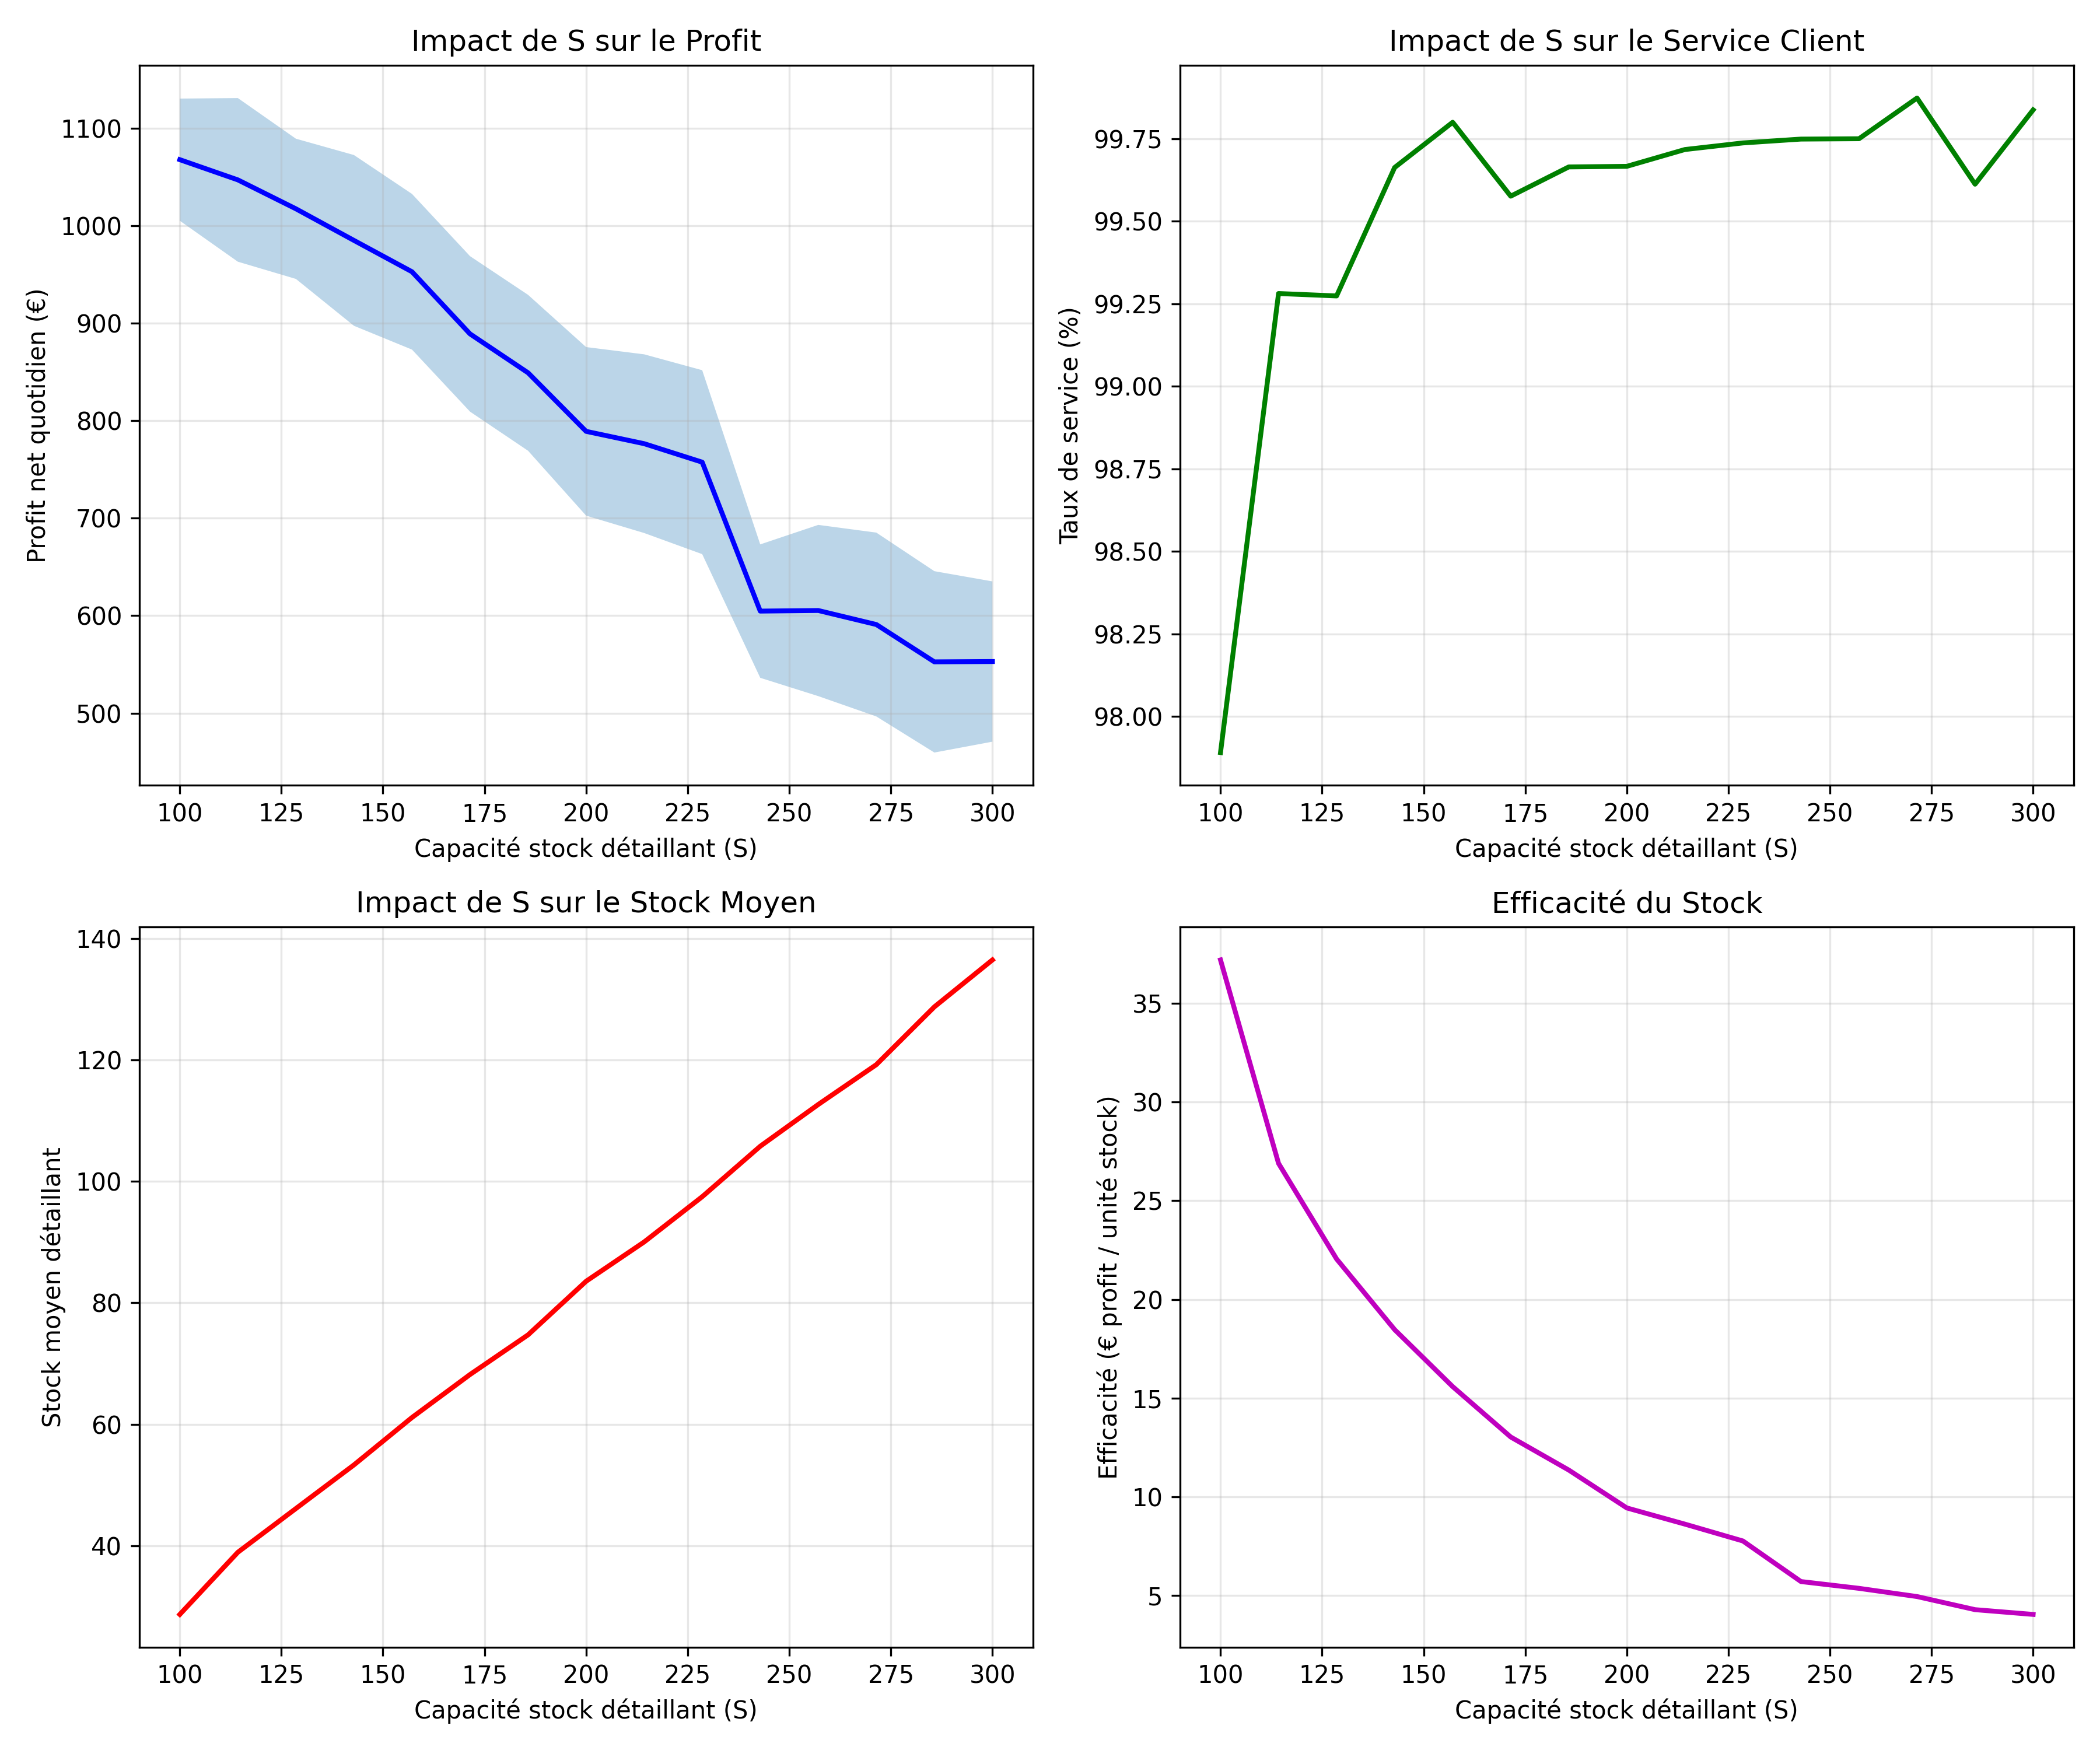 Impact de S sur le Profit
Profit net quotidien (€)
1100
1000
900
800
700
600
500
100 125 150 175 200 225 250 275 300
Capacité stock détaillant (S)
Impact de S sur le Service Client
Taux de service (%)
99.75
99.50
99.25
99.00
98.75
98.50
98.25
98.00
100 125 150 175 200 225 250 275 300
Capacité stock détaillant (S)
Impact de S sur le Stock Moyen
Stock moyen détaillant
140
120
100
80
60
40
100 125 150 175 200 225 250 275 300
Capacité stock détaillant (S)
Efficacité du Stock
Efficacité (€ profit / unité stock)
35
30
25
20
15
10
5
100 125 150 175 200 225 250 275 300
Capacité stock détaillant (S)